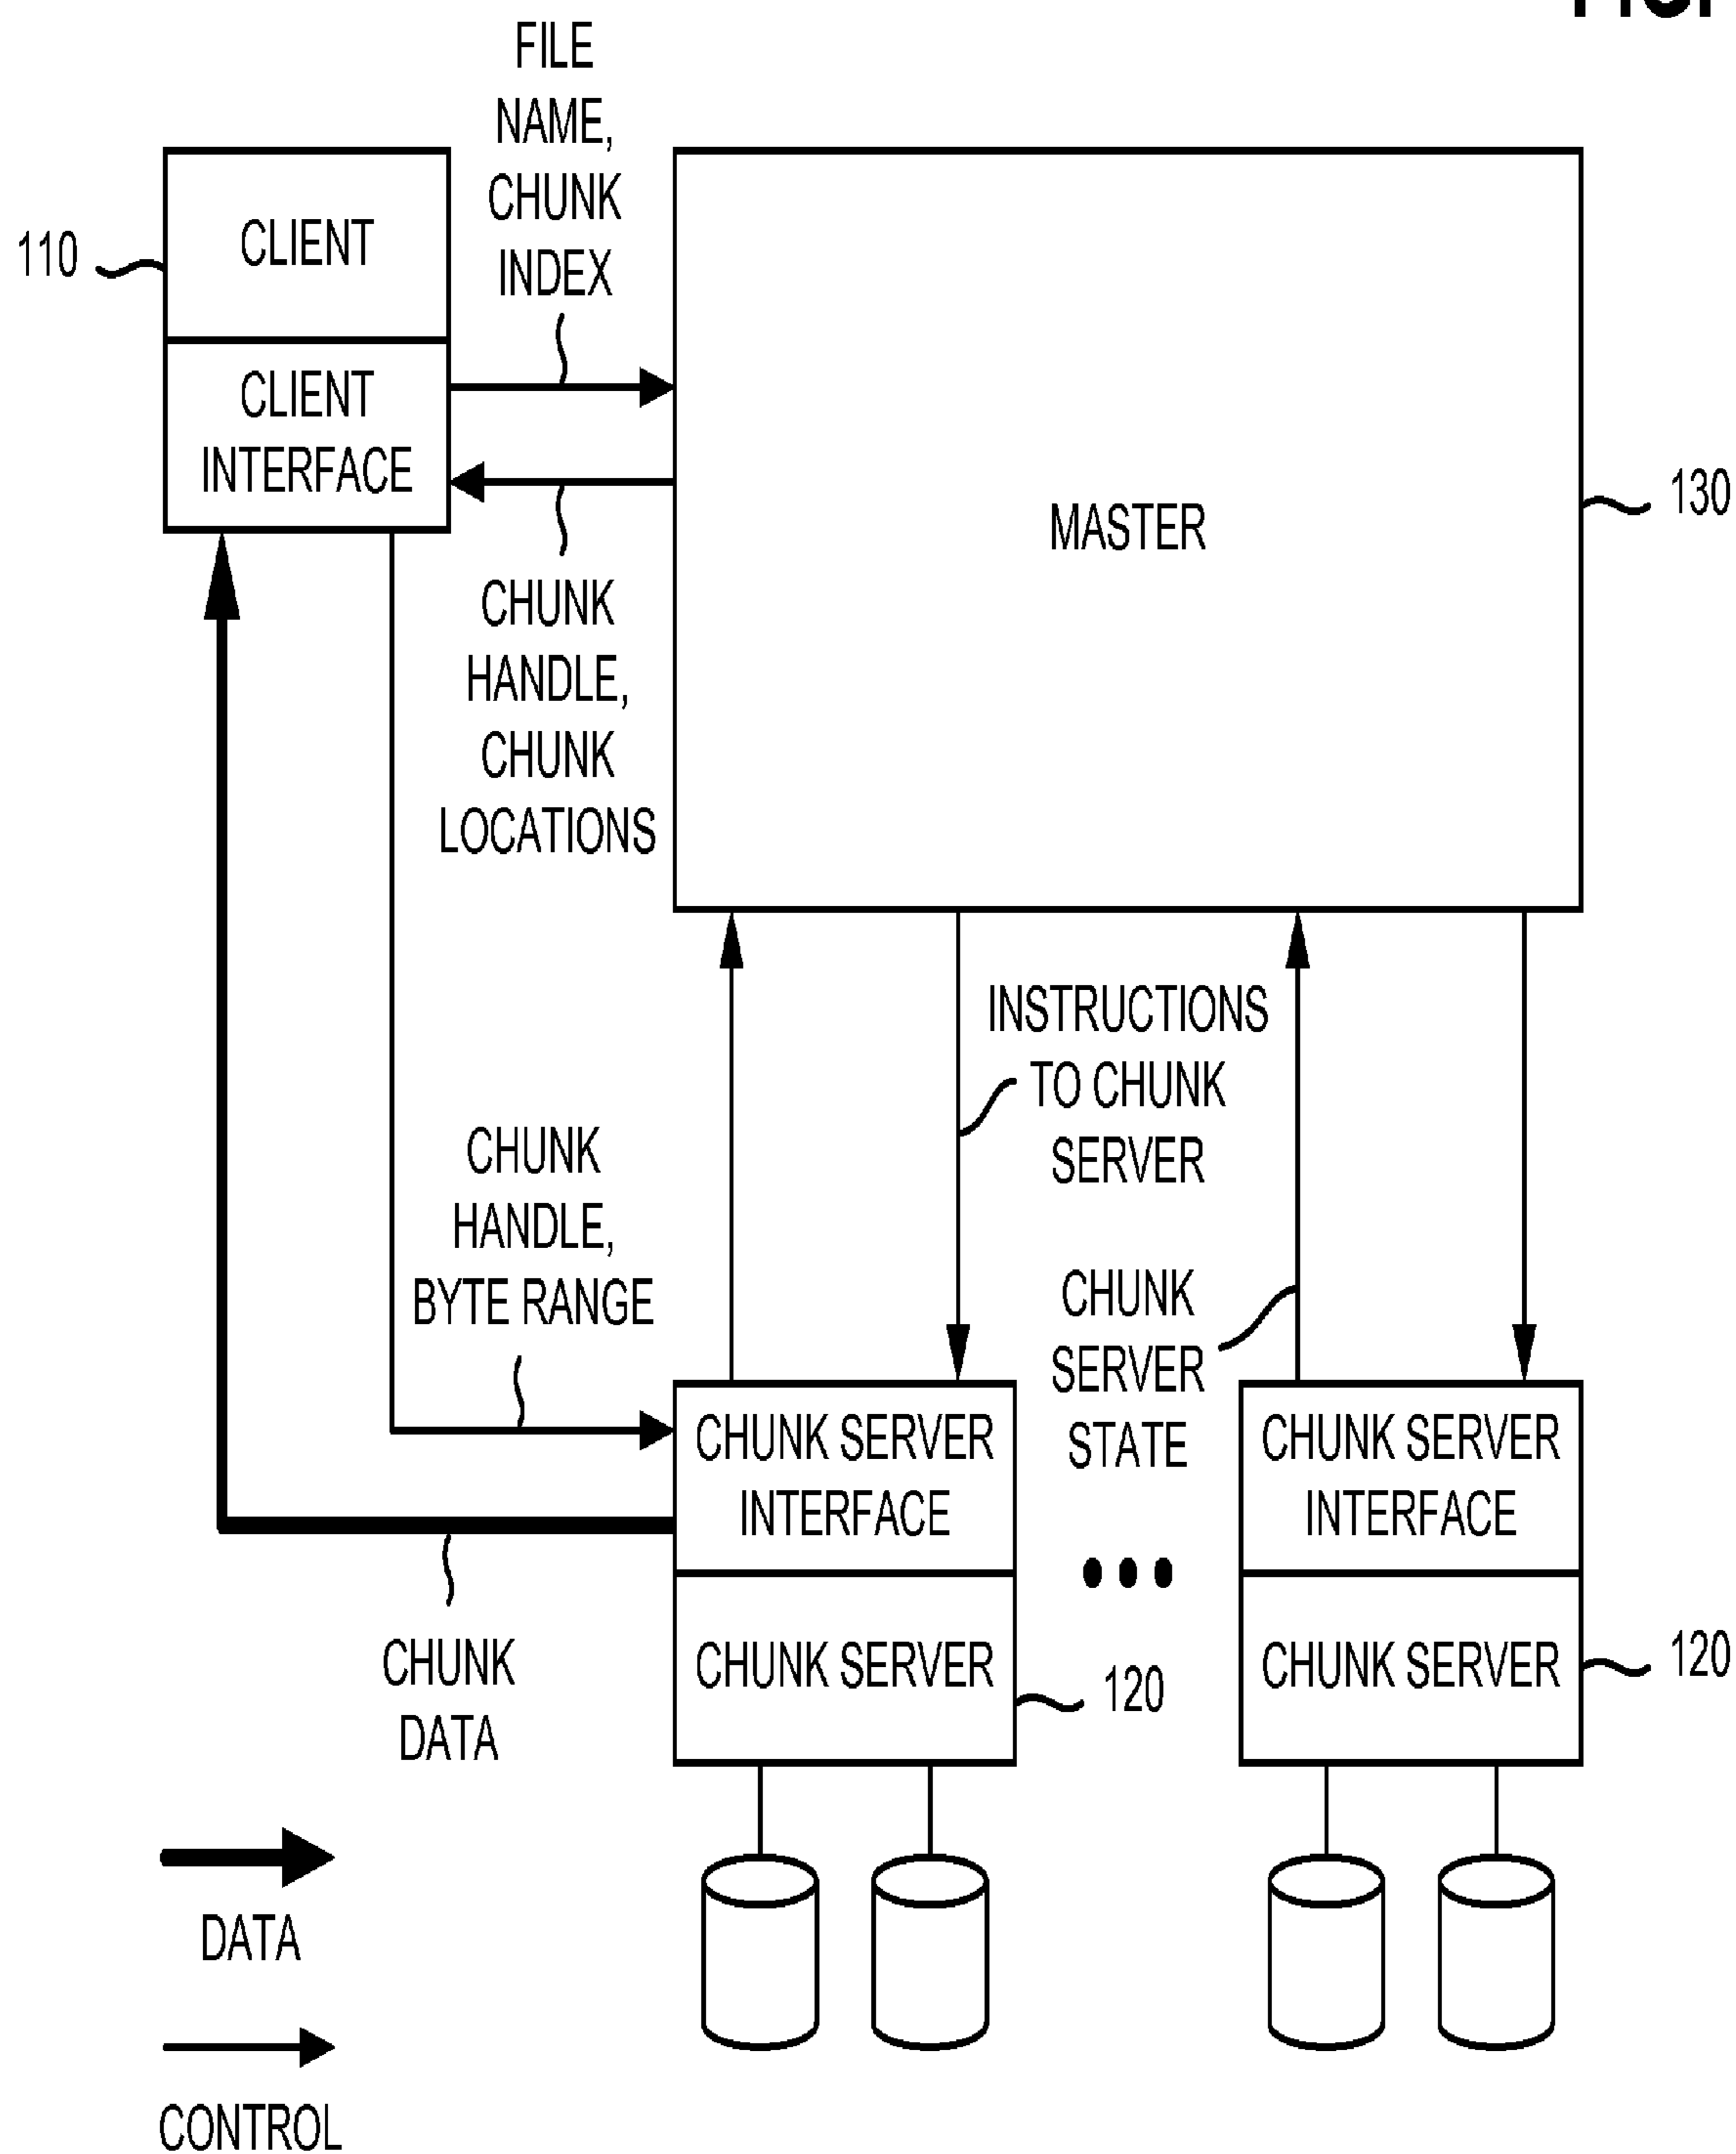 FILE
NAME,
CHUNK
INDEX
110
CLIENT
CLIENT
INTERFACE
MASTER
130
CHUNK
HANDLE,
CHUNK
LOCATIONS
INSTRUCTIONS
TO CHUNK
SERVER
CHUNK
HANDLE,
BYTE RANGE
CHUNK
SERVER
STATE
CHUNK SERVER
INTERFACE
CHUNK SERVER
INTERFACE
CHUNK SERVER
120
CHUNK SERVER
120
CHUNK
DATA
DATA
CONTROL